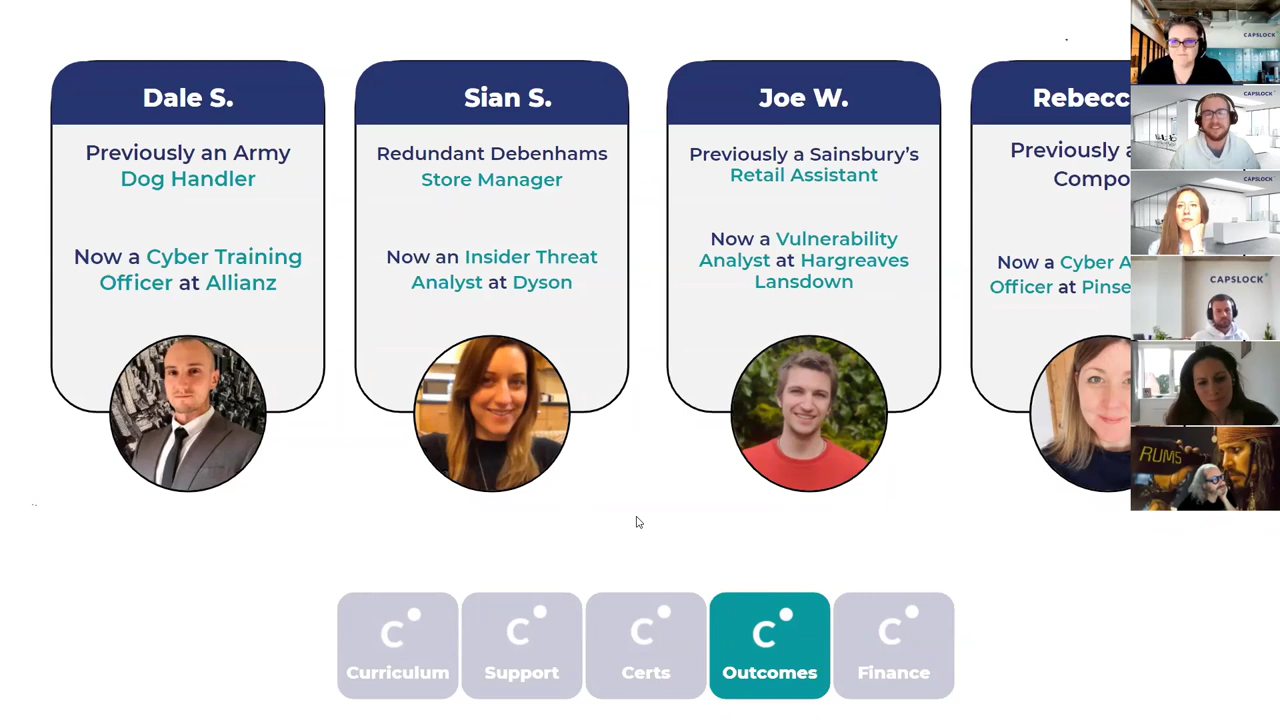 Dale S.
Previously an Army
Dog Handler
Now a Cyber Training
Officer at Allianz
Sian S.
Redundant Debenhams
Store Manager
Now an Insider Threat
Analyst at Dyson
Joe W.
Previously a Sainsbury's
Retail Assistant
Now a Vulnerability
Analyst at Hargreaves
Lansdown
Rebecc
Previously a
Compo
Now a Cyber A
Officer at Pinse
CAPSLOCK
CAPSLOCK
CAPSLOCK
CAPSLOCK
RUMS
C
Curriculum
C
Support
C
Certs
C
Outcomes
C
Finance